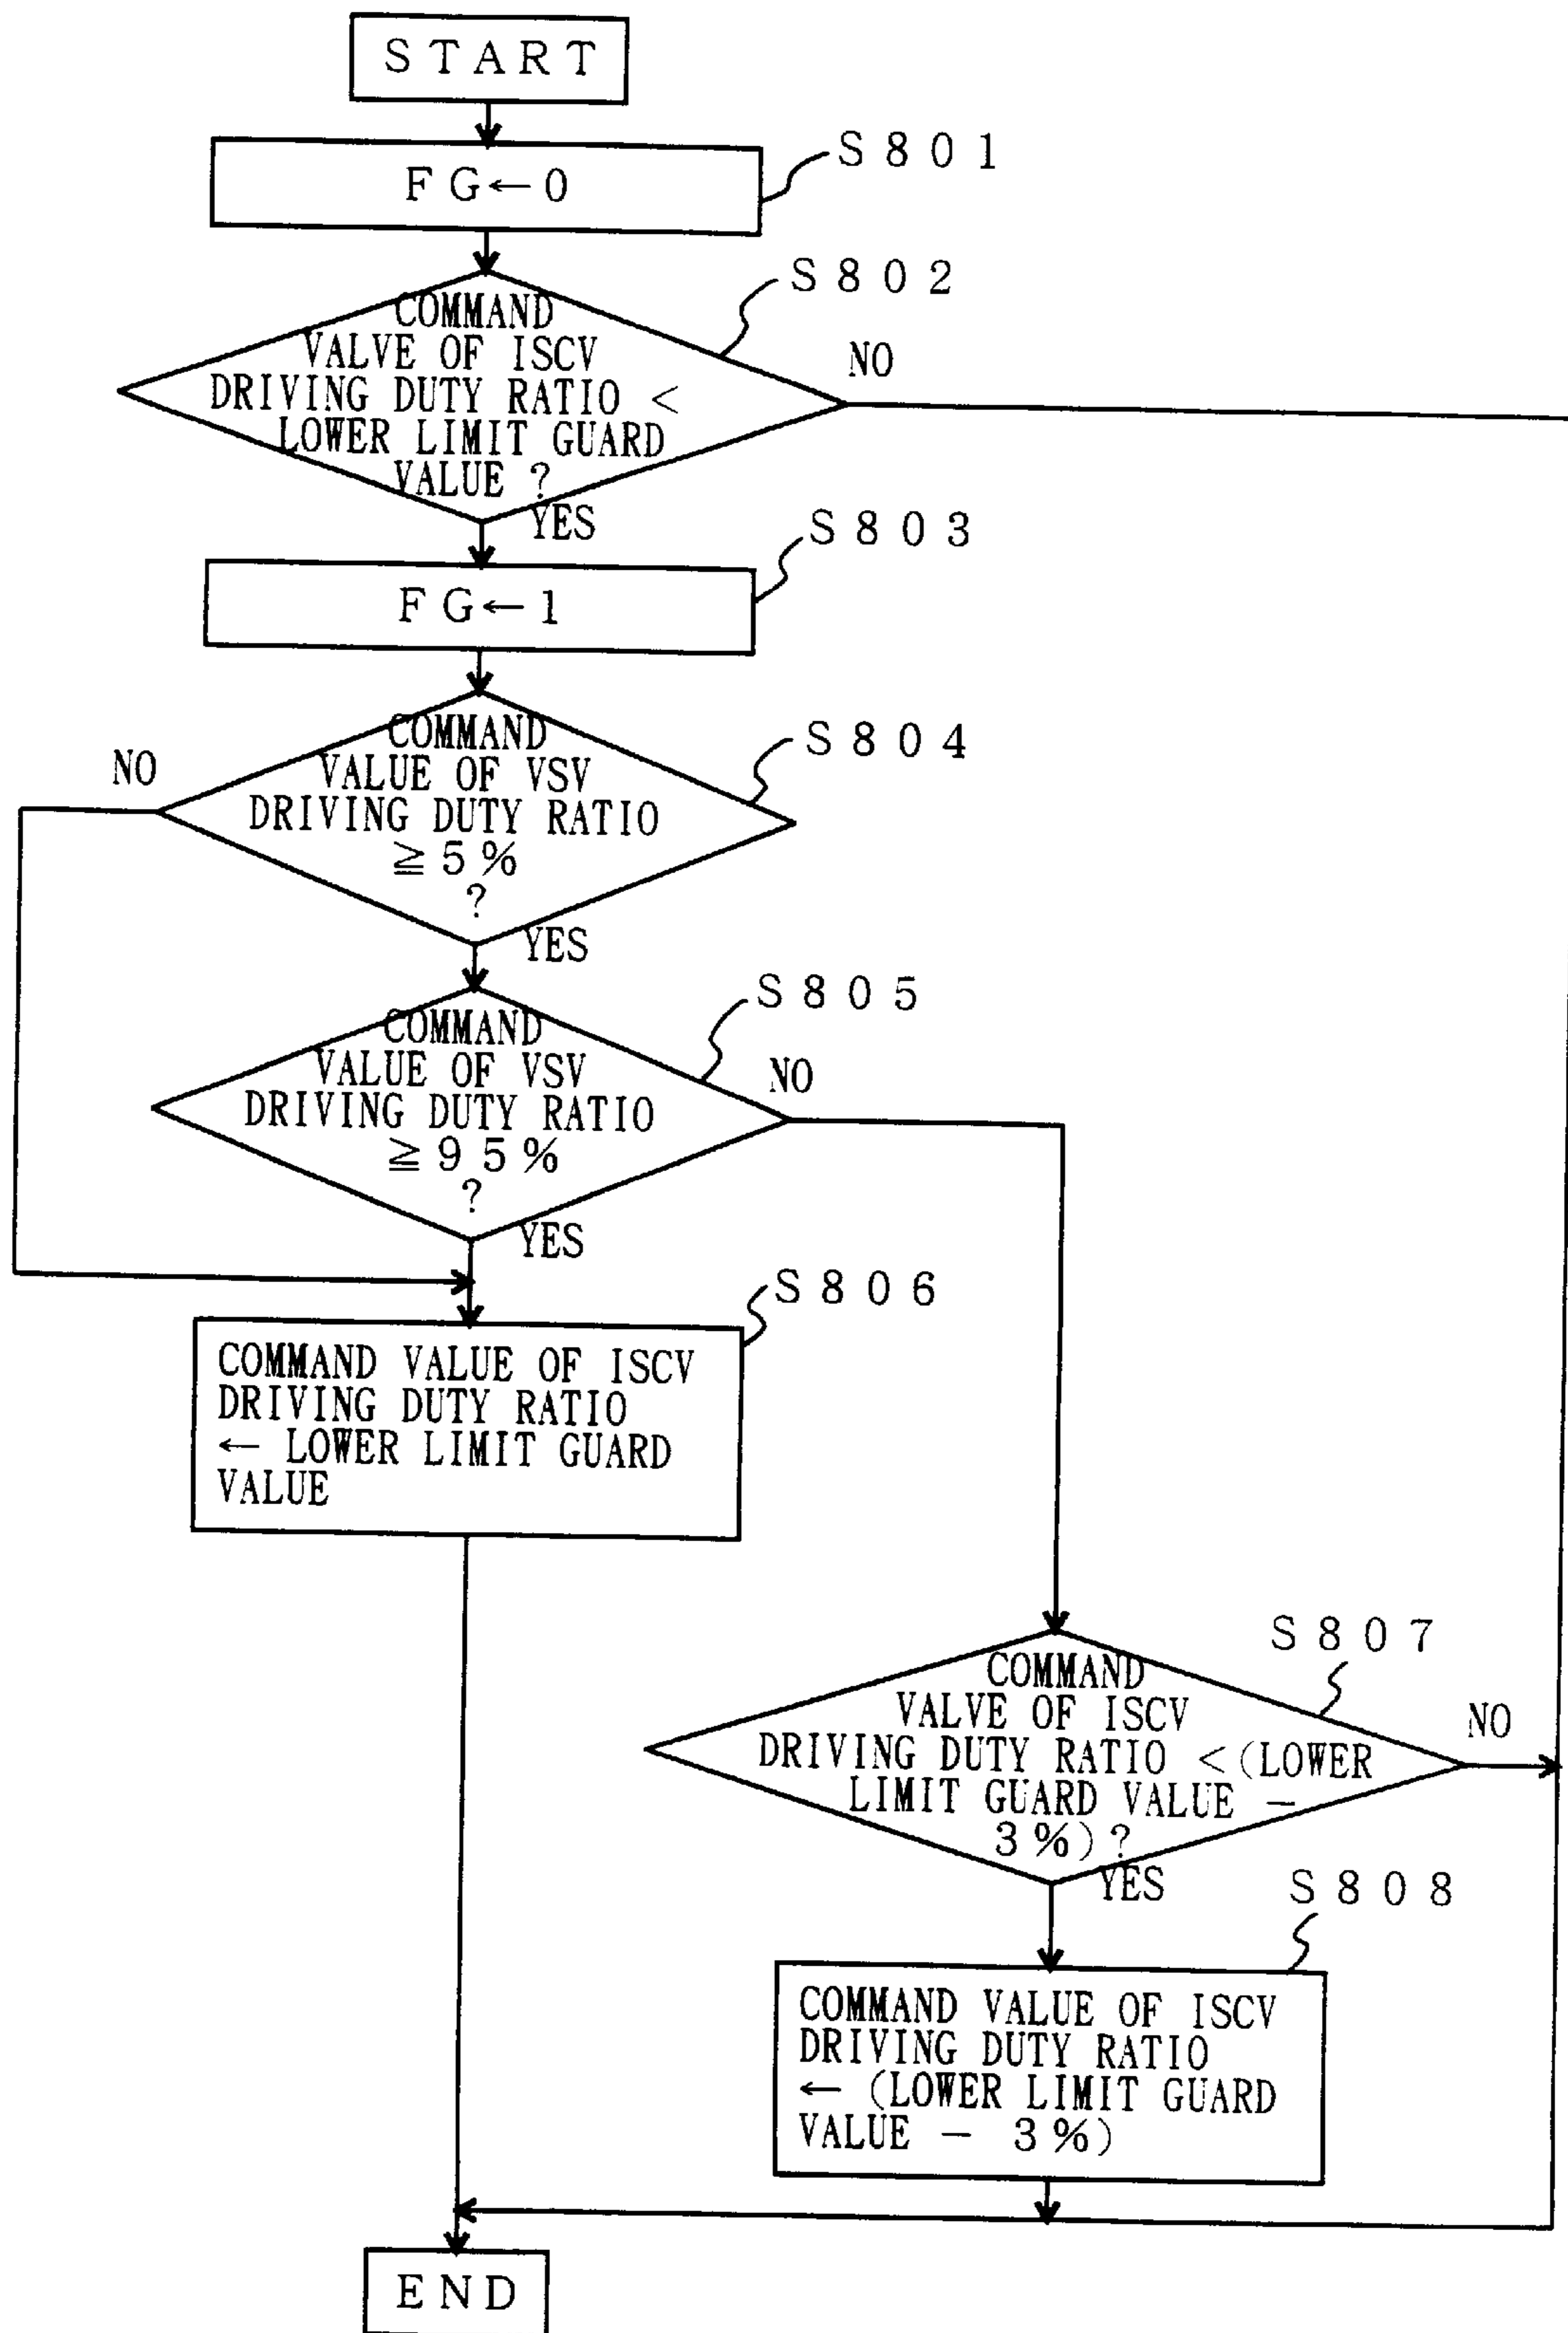 START
S801
FG←0
S802
COMMAND
VALVE OF ISCV
DRIVING DUTY RATIO <
LOWER LIMIT GUARD
VALUE ?
NO
YES
S803
FG←1
S804
COMMAND
VALUE OF VSV
DRIVING DUTY RATIO
≧5%
?
NO
YES
S805
COMMAND
VALUE OF VSV
DRIVING DUTY RATIO
≧95%
?
NO
YES
S806
COMMAND VALUE OF ISCV
DRIVING DUTY RATIO
← LOWER LIMIT GUARD
VALUE
S807
COMMAND
VALVE OF ISCV
DRIVING DUTY RATIO <(LOWER
LIMIT GUARD VALUE －
3%)?
NO
YES
S808
COMMAND VALUE OF ISCV
DRIVING DUTY RATIO
← (LOWER LIMIT GUARD
VALUE － 3%)
END